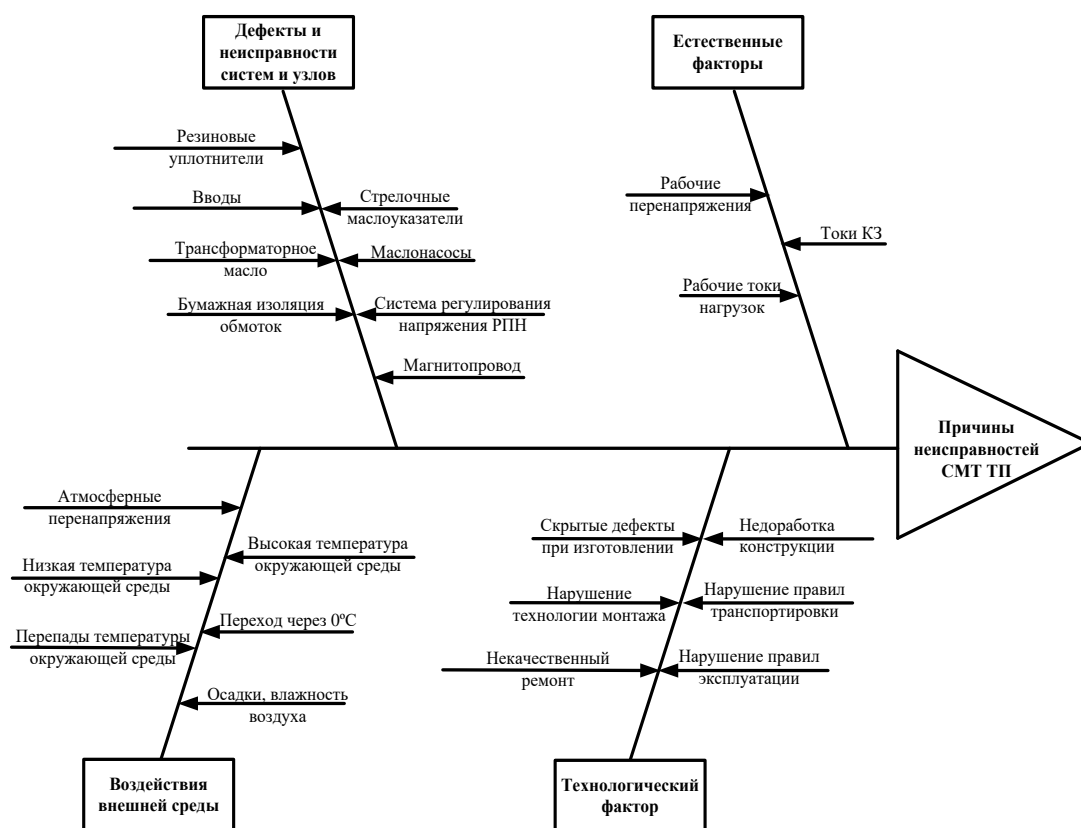 Дефекты и
неисправности
систем и узлов
Естественные
факторы
Резиновые
уплотнители
Вводы
Стрелочные
маслоуказатели
Трансформаторное
масло
Маслонасосы
Бумажная изоляция
обмоток
Система регулирования
напряжения РПН
Магнитопровод
Рабочие
перенапряжения
Токи КЗ
Рабочие токи
нагрузок
Причины
неисправностей
СМТ ТП
Атмосферные
перенапряжения
Высокая температура
окружающей среды
Низкая температура
окружающей среды
Переход через 0ºС
Перепады температуры
окружающей среды
Осадки, влажность
воздуха
Скрытые дефекты
при изготовлении
Недоработка
конструкции
Нарушение
технологии монтажа
Нарушение правил
транспортировки
Некачественный
ремонт
Нарушение правил
эксплуатации
Воздействия
внешней среды
Технологический
фактор